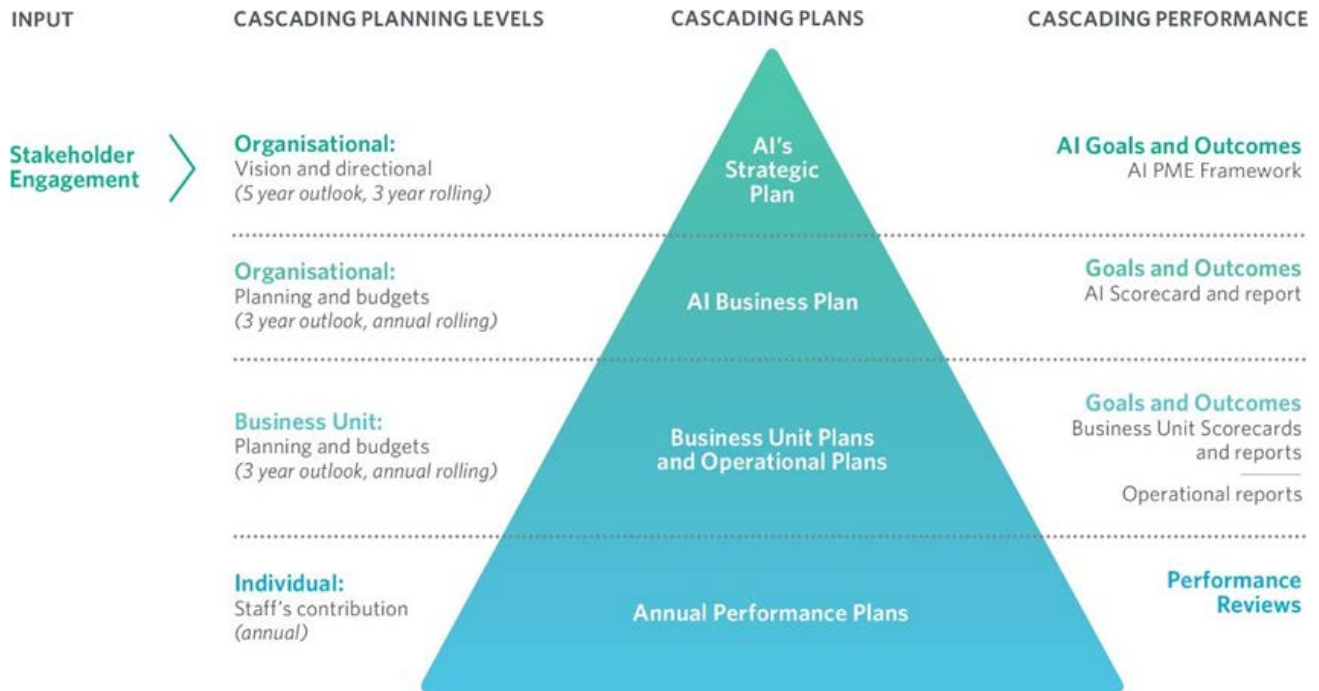 INPUT
CASCADING PLANNING LEVELS
CASCADING PLANS
CASCADING PERFORMANCE
Stakeholder
Engagement
Organisational:
Vision and directional
(5 year outlook, 3 year rolling)
AI's
Strategic
Plan
AI Goals and Outcomes
AI PME Framework
Organisational:
Planning and budgets
(3 year outlook, annual rolling)
AI Business Plan
Goals and Outcomes
AI Scorecard and report
Business Unit:
Planning and budgets
(3 year outlook, annual rolling)
Business Unit Plans
and Operational Plans
Goals and Outcomes
Business Unit Scorecards
and reports
Operational reports
Individual:
Staff's contribution
(annual)
Annual Performance Plans
Performance
Reviews